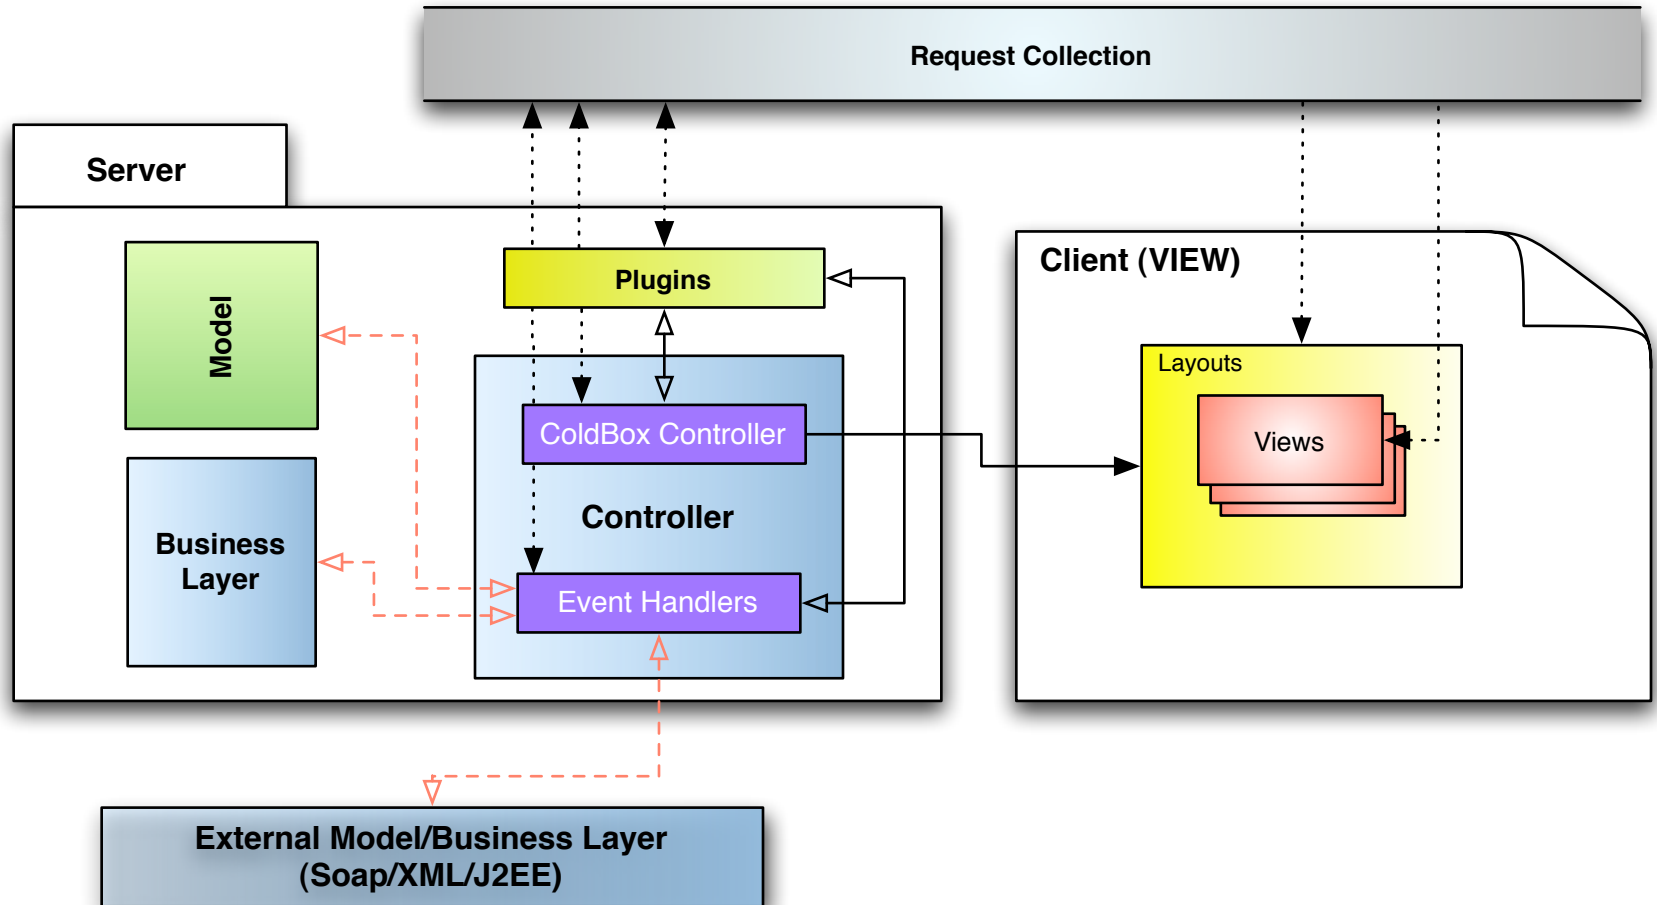 Request Collection
Server
Client (VIEW)
Plugins
Model
Layouts
ColdBox Controller
Views
Controller
Business
Layer
Event Handlers
External Model/Business Layer
(Soap/XML/J2EE)